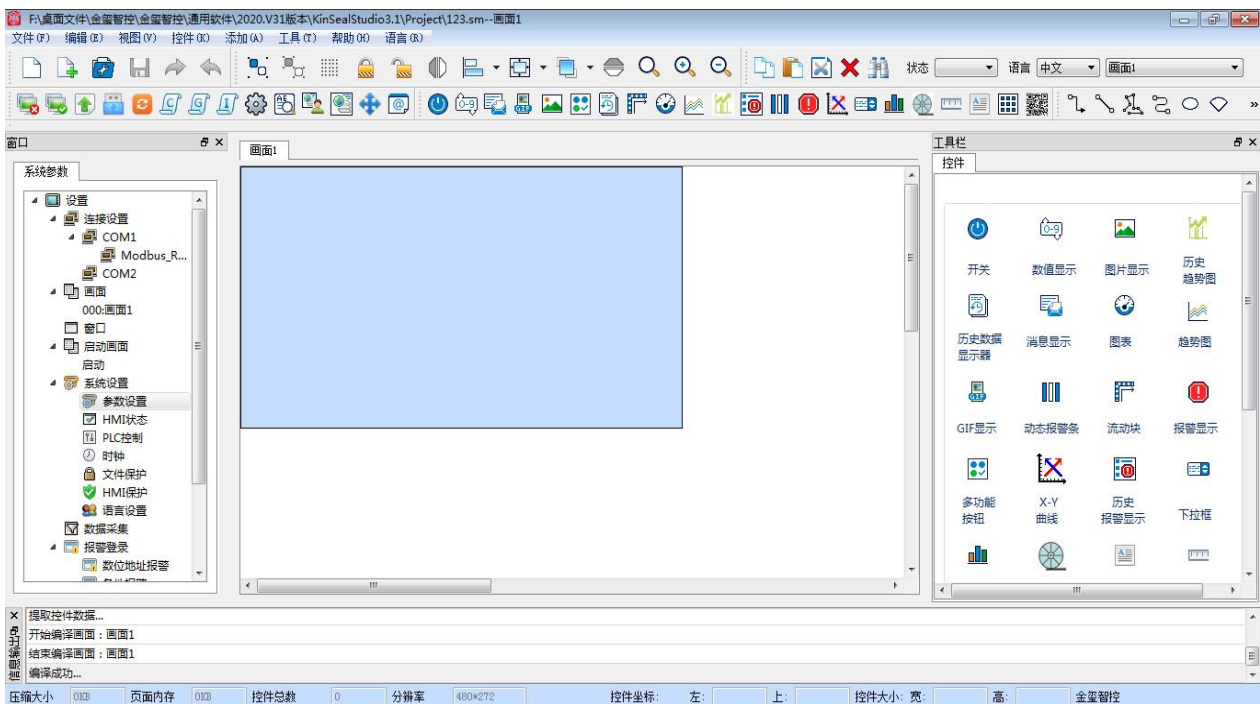 F:\桌面文件\金玺智控\金玺智控\通用软件\2020.V31版本\KinSealStudio3.1\Project\123.sm--画面1
文件(F) 编辑(E) 视图(V) 控件(K) 添加(A) 工具(T) 帮助(H) 语言(R)
状态 语言 中文 画面1
窗口
系统参数
设置
连接设置
COM1
Modbus_R...
COM2
画面
000:画面1
窗口
启动画面
启动
系统设置
参数设置
HMI状态
PLC控制
时钟
文件保护
HMI保护
语言设置
数据采集
报警登录
数位地址报警
画面1
工具栏
控件
开关 数值显示 图片显示 历史趋势图
历史数据显示器 消息显示 图表 趋势图
GIF显示 动态报警条 流动块 报警显示
多功能按钮 X-Y曲线 历史报警显示 下拉框
提取控件数据...
开始编译画面：画面1
结束编译画面：画面1
编译成功...
压缩大小 0KB 页面内存 0KB 控件总数 0 分辨率 480*272 控件坐标: 左: 上: 控件大小: 宽: 高: 金玺智控